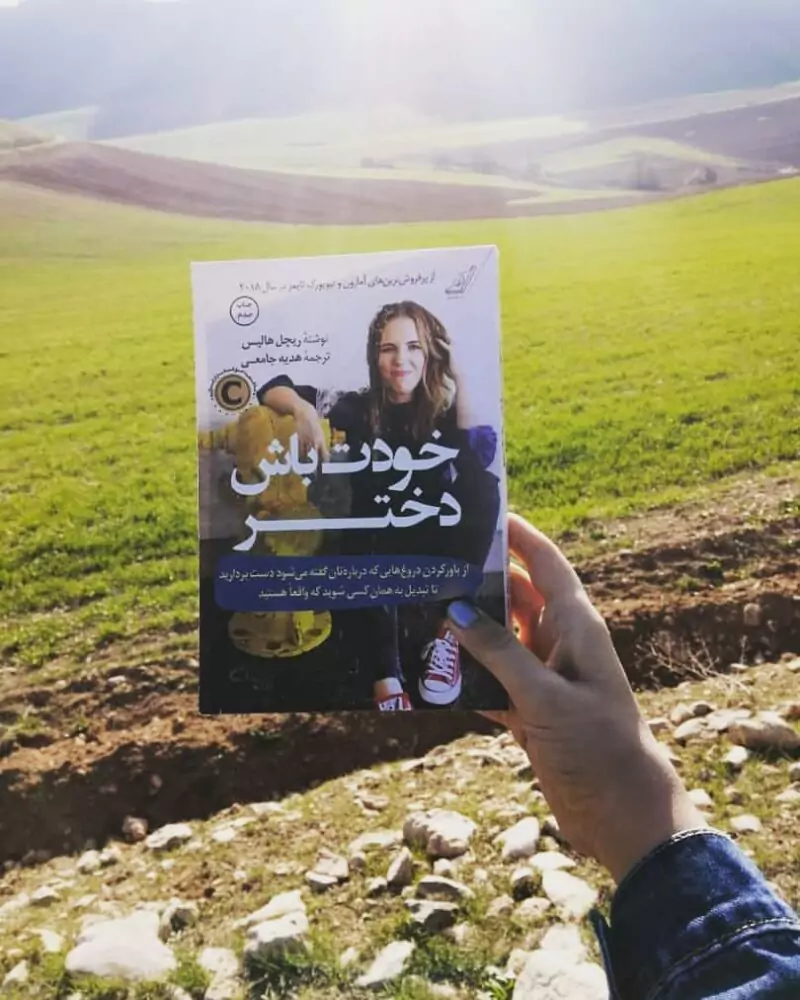 از پرفروش‌ترین‌های آمازون و نیویورک تایمز در سال ۲۰۱۸
چاپ
نوشتهٔ ریچل هالیس
ترجمهٔ هدیه جامعی
C
خودت باش
دختر
از باور کردن دروغ‌هایی که درباره‌تان گفته می‌شود دست بردارید
تا تبدیل به همان کسی شوید که واقعاً هستید